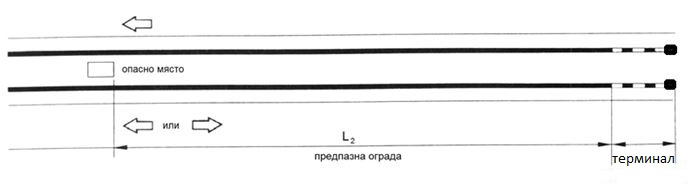 опасно място
или
L2
предпазна ограда
терминал